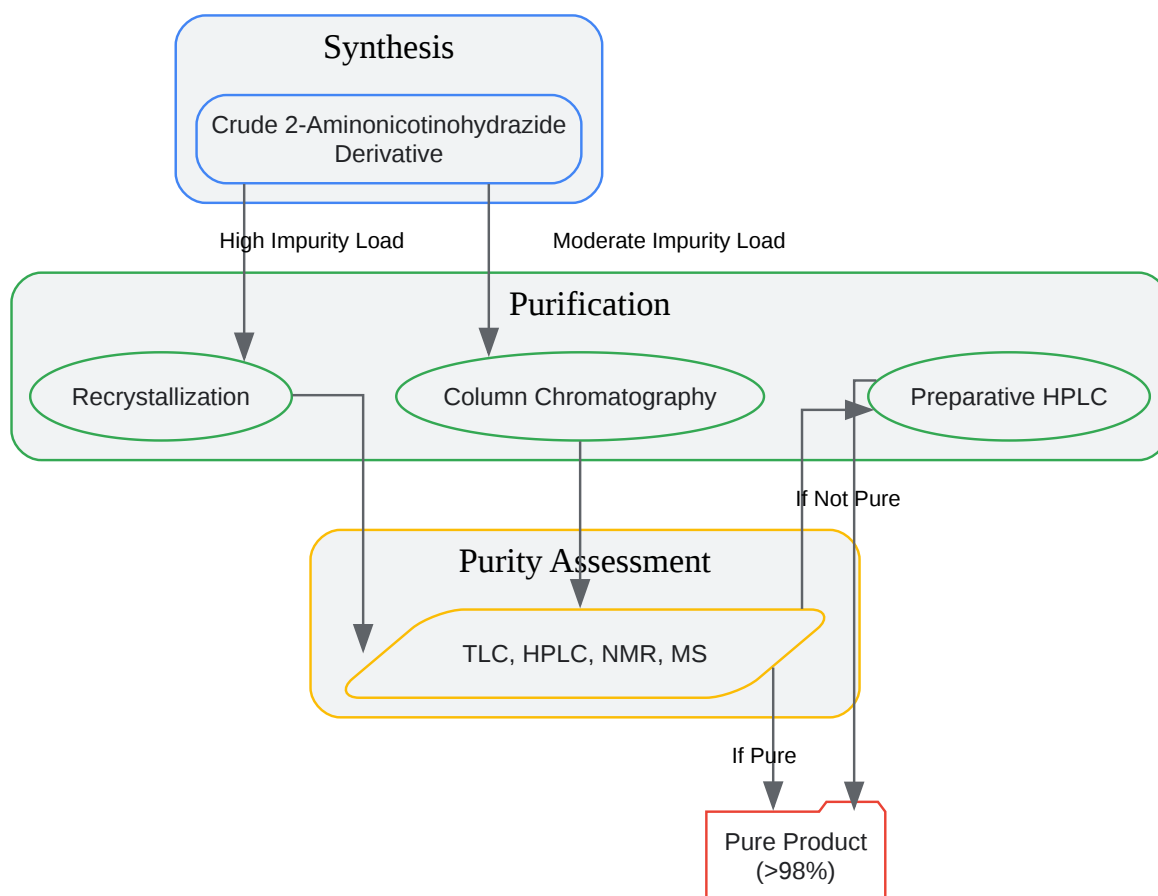 Synthesis
Crude 2-Aminonicotinohydrazide
Derivative
High Impurity Load
Moderate Impurity Load
Purification
Recrystallization
Column Chromatography
Preparative HPLC
If Not Pure
Purity Assessment
TLC, HPLC, NMR, MS
If Pure
Pure Product
(>98%)